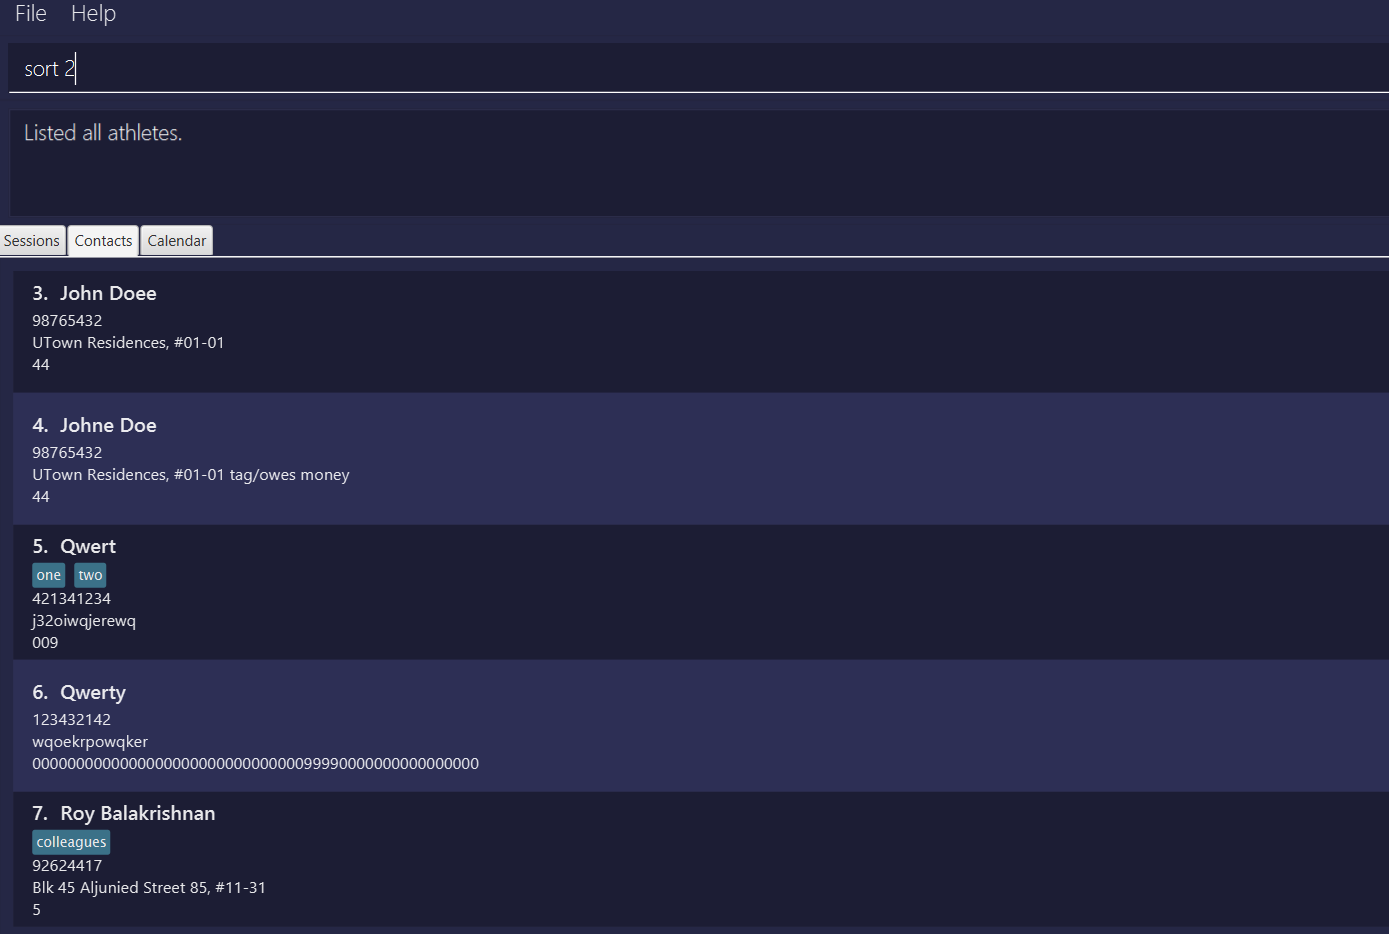 File Help
sort 2
Listed all athletes.
Sessions Contacts Calendar
3. John Doee
98765432
UTown Residences, #01-01
44
4. Johne Doe
98765432
UTown Residences, #01-01 tag/owes money
44
5. Qwert
one two
421341234
j32oiwqjerewq
009
6. Qwerty
123432142
wqoekrpowqker
000000000000000000000000000000099990000000000000000
7. Roy Balakrishnan
colleagues
92624417
Blk 45 Aljunied Street 85, #11-31
5